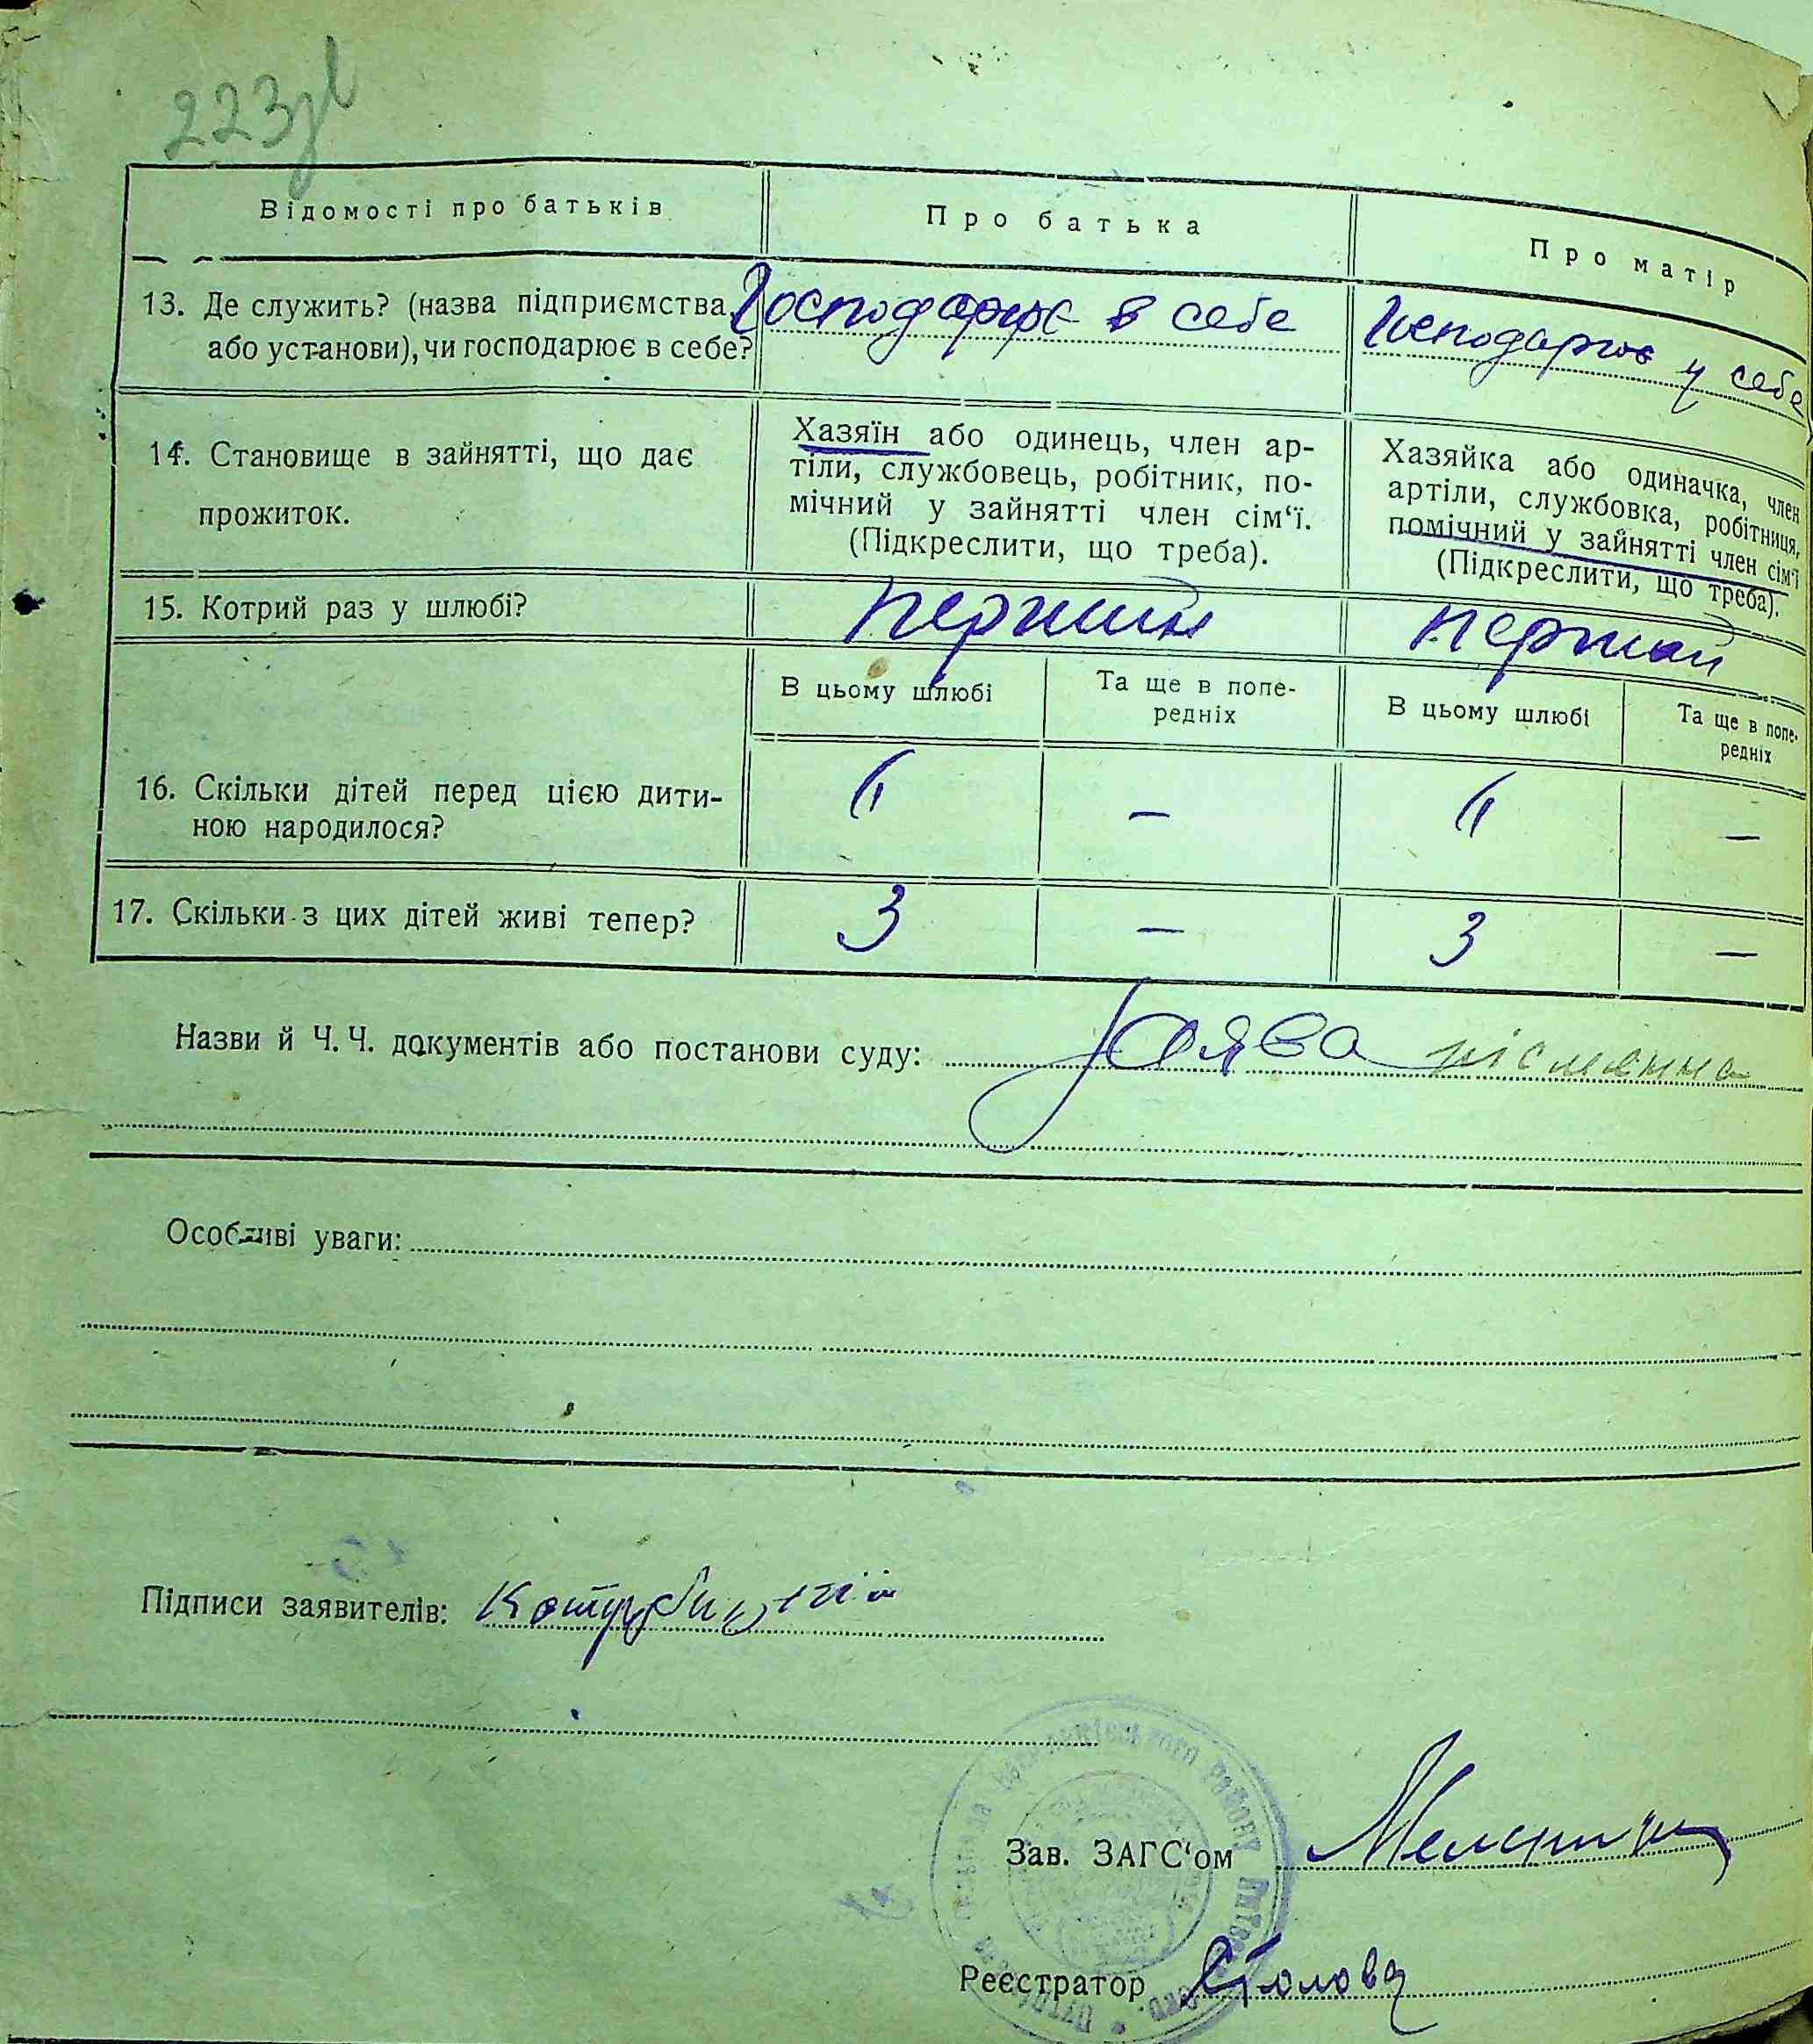 223
Відомості про батьків
Про батька
Про матір
13. Де служить? (назва підприємства,
або установи), чи господарює в себе?
Господарює в себе
Господарює у себе
14. Становище в зайнятті, що дає
прожиток.
Хазяїн або одинець, член ар-
тіли, службовець, робітник, по-
мічний у зайнятті член сім‘ї.
(Підкреслити, що треба).
Хазяйка або одиначка, член
артіли, службовка, робітниця,
помічний у зайнятті член сім‘ї
(Підкреслити, що треба).
15. Котрий раз у шлюбі?
перший
перший
В цьому шлюбі
Та ще в попе-
редніх
В цьому шлюбі
Та ще в попе-
редніх
16. Скільки дітей перед цією дити-
ною народилося?
–
–
17. Скільки з цих дітей живі тепер?
3
–
3
–
Назви й Ч. Ч. документів або постанови суду: Заява
Особливі уваги:
Підписи заявителів:
району
Зав. ЗАГС‘ом
Реєстратор